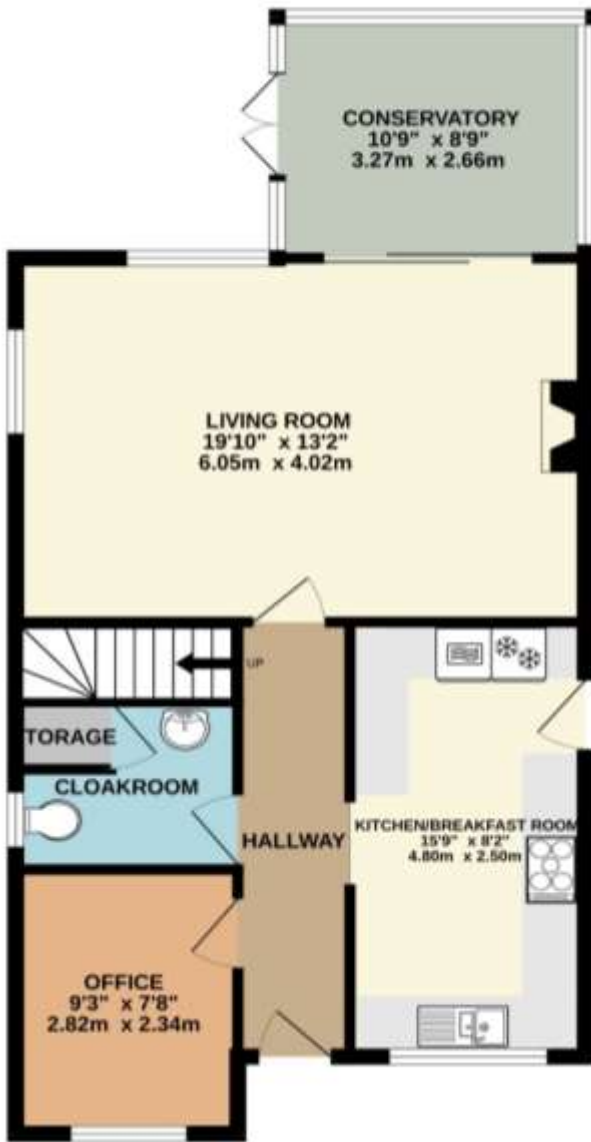 CONSERVATORY
10'9" x 8'9"
3.27m x 2.66m
LIVING ROOM
19'10" x 13'2"
6.05m x 4.02m
UP
TORAGE
CLOAKROOM
HALLWAY
KITCHEN/BREAKFAST ROOM
15'9" x 8'2"
4.80m x 2.50m
OFFICE
9'3" x 7'8"
2.82m x 2.34m